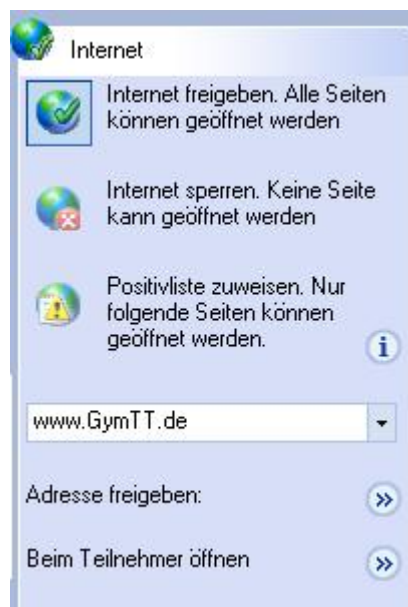 Internet
Internet freigeben. Alle Seiten
können geöffnet werden
Internet sperren. Keine Seite
kann geöffnet werden
Positivliste zuweisen. Nur
folgende Seiten können
geöffnet werden.
www.GymTT.de
Adresse freigeben:
Beim Teilnehmer öffnen